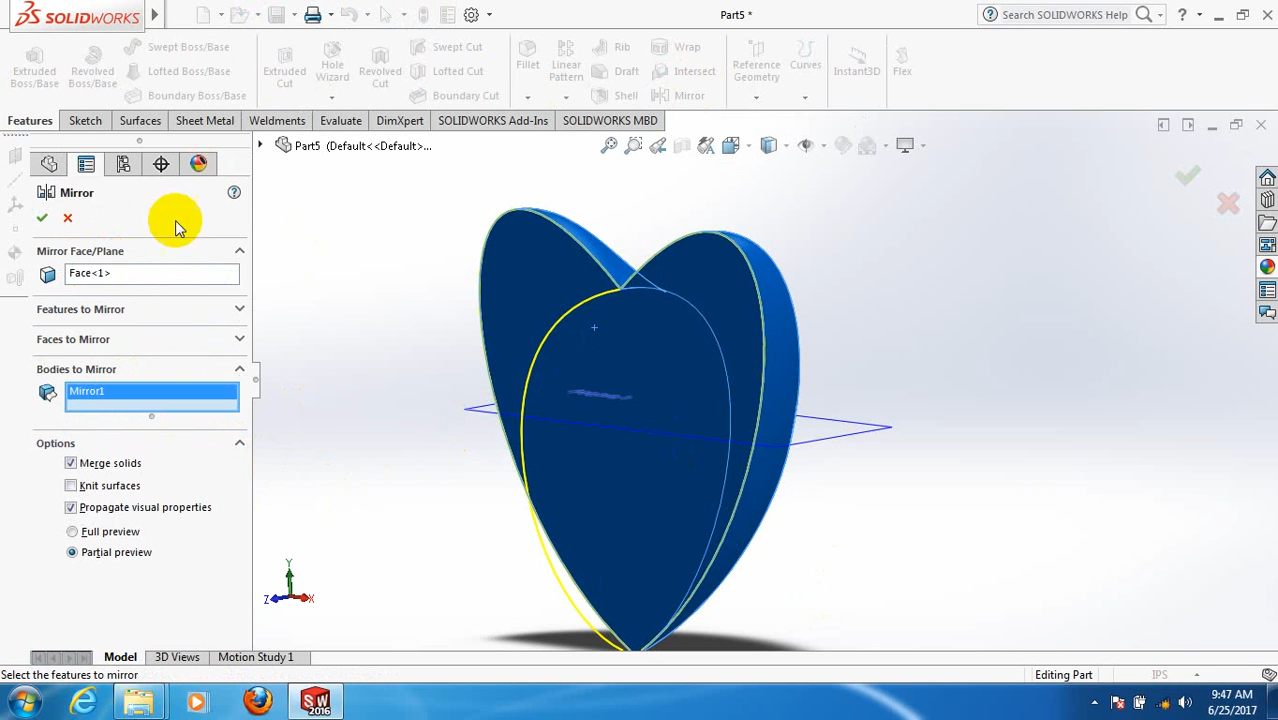 SOLIDWORKS
Part5 *
Search SOLIDWORKS Help
Extruded Boss/Base
Revolved Boss/Base
Swept Boss/Base
Lofted Boss/Base
Boundary Boss/Base
Extruded Cut
Hole Wizard
Revolved Cut
Swept Cut
Lofted Cut
Boundary Cut
Fillet
Linear Pattern
Rib
Draft
Shell
Wrap
Intersect
Mirror
Reference Geometry
Curves
Instant3D
Flex
Features
Sketch
Surfaces
Sheet Metal
Weldments
Evaluate
DimXpert
SOLIDWORKS Add-Ins
SOLIDWORKS MBD
Part5 (Default<<Default>...
Mirror
?
Mirror Face/Plane
Face<1>
Features to Mirror
Faces to Mirror
Bodies to Mirror
Mirror1
Options
Merge solids
Knit surfaces
Propagate visual properties
Full preview
Partial preview
Y
Z
X
Model
3D Views
Motion Study 1
Select the features to mirror
Editing Part
IPS
SW
2016
9:47 AM
6/25/2017